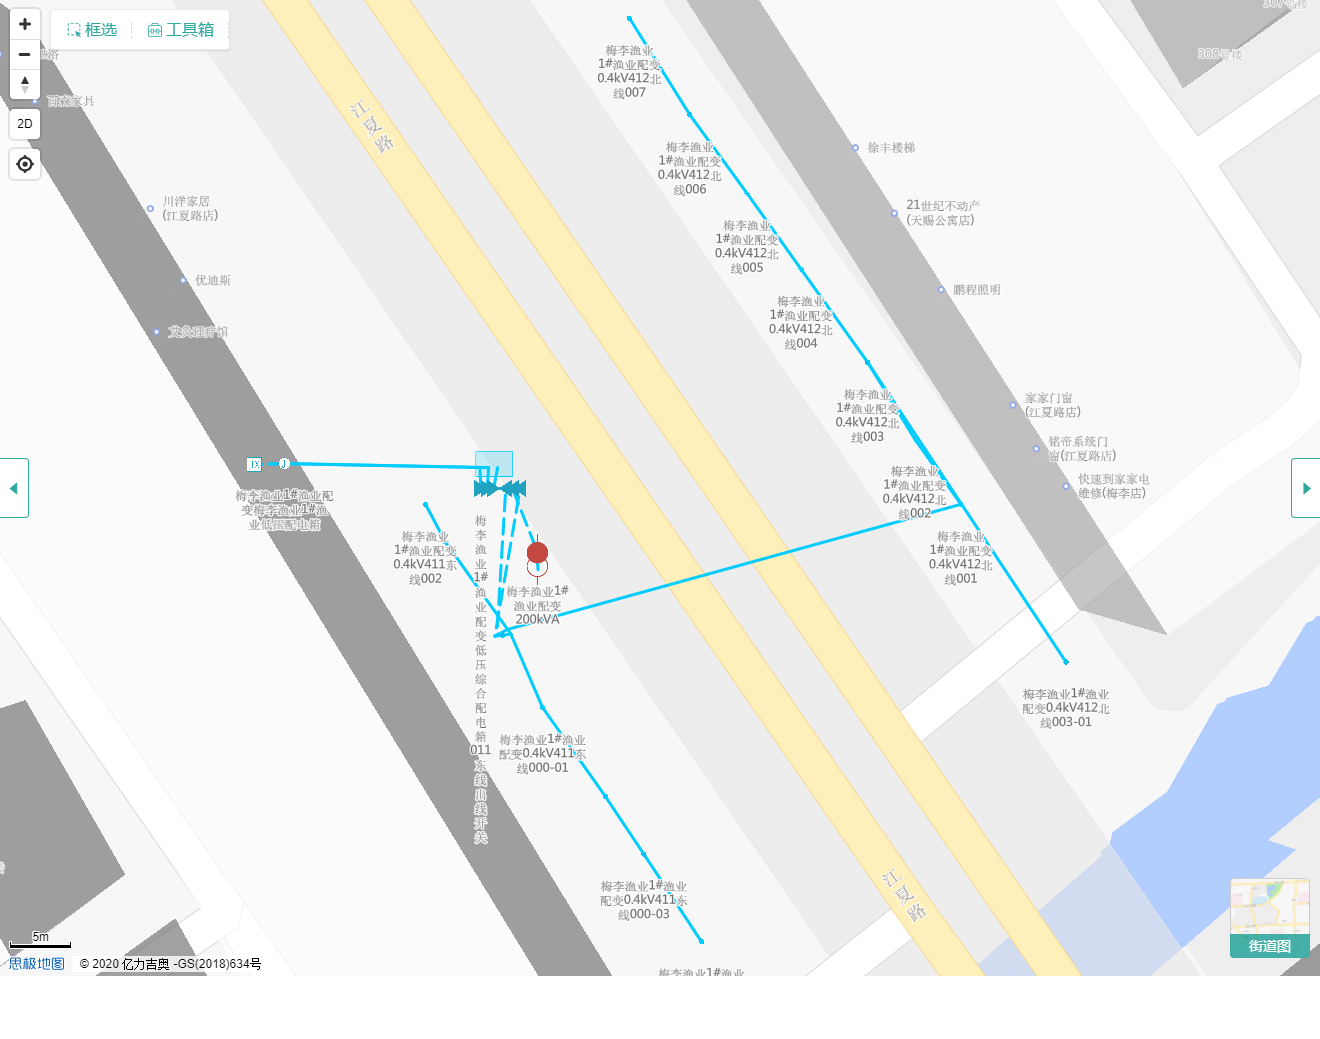 框选
工具箱
2D
百森家具
川洋家居
(江夏路店)
优迪斯
艾灸理疗馆
江夏路
307号楼
308号楼
梅李渔业
1#渔业配变
0.4kV412北
线007
梅李渔业
1#渔业配变
0.4kV412北
线006
梅李渔业
1#渔业配变
0.4kV412北
线005
梅李渔业
1#渔业配变
0.4kV412北
线004
梅李渔业
1#渔业配变
0.4kV412北
线003
梅李渔业
1#渔业配变
0.4kV412北
线002
梅李渔业
1#渔业配变
0.4kV412北
线001
徐丰楼梯
21世纪不动产
(天赐公寓店)
鹏程照明
家家门窗
(江夏路店)
铭帝系统门
窗(江夏路店)
快速到家家电
维修(梅李店)
梅李渔业1#渔业配
变梅李渔业1#渔
业低压配电箱
梅李渔业
1#渔业配变
0.4kV411东
线002
梅李渔业1#渔业配变低压综合配电箱011东线出线开关
梅李渔业1#
渔业配变
200kVA
梅李渔业1#渔业
配变0.4kV412北
线003-01
梅李渔业1#渔业
配变0.4kV411东
线000-01
梅李渔业1#渔业
配变0.4kV411东
线000-03
梅李渔业1#渔业
江夏路
5m
思极地图
© 2020 亿力吉奥 -GS(2018)634号
街道图